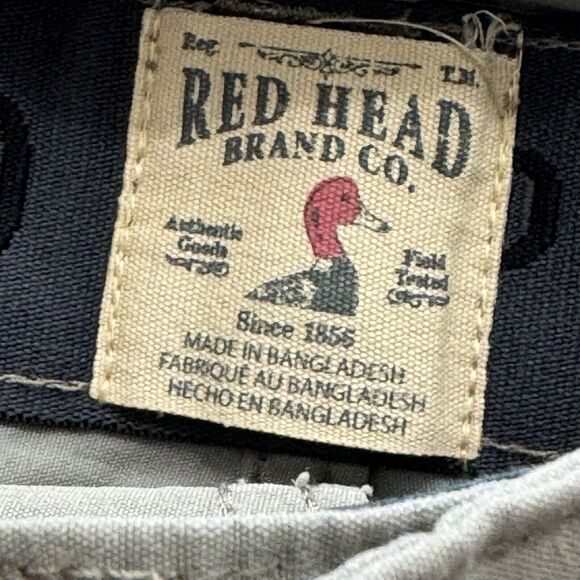 Reg. T.M.
RED HEAD
BRAND CO.
Authentic
Goods
Field
Tested
Since 1856
MADE IN BANGLADESH
FABRIQUÉ AU BANGLADESH
HECHO EN BANGLADESH